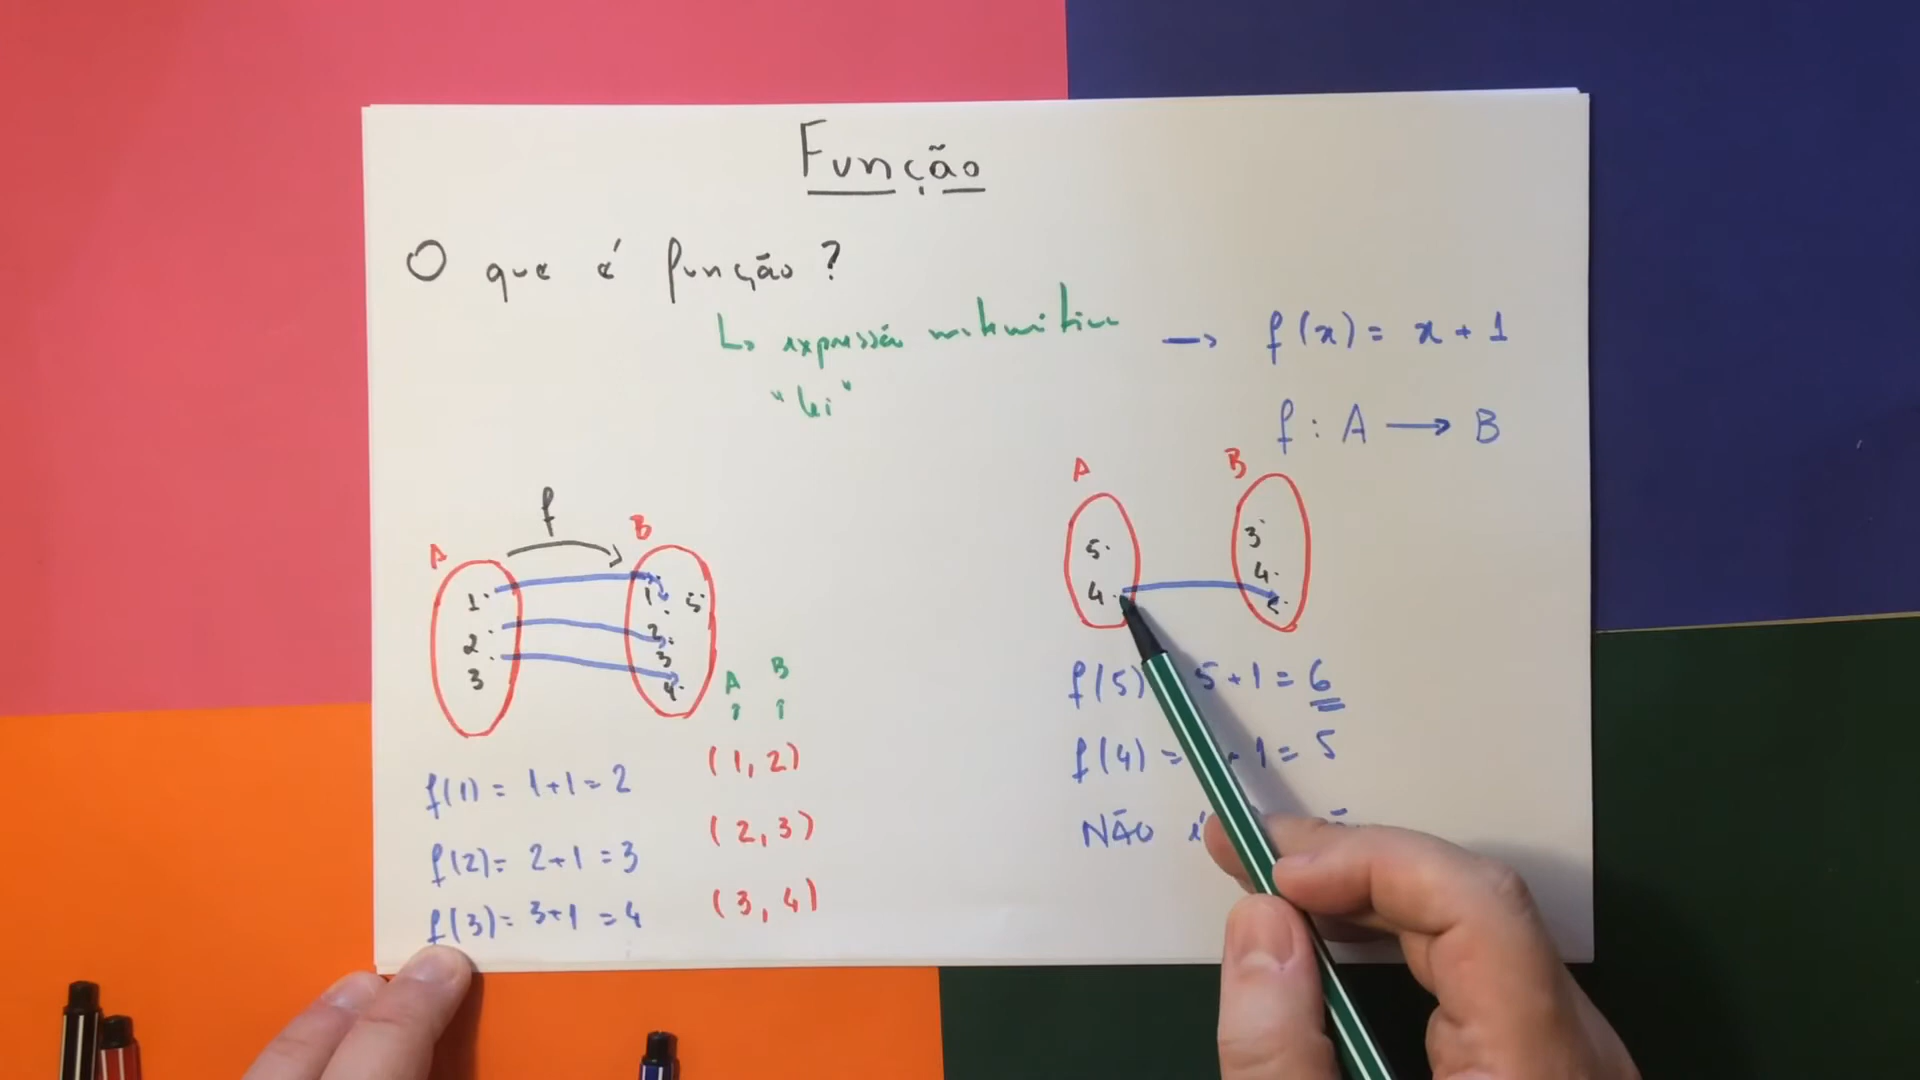 Função
O que é função?
↳ expressão matemática → f(x) = x + 1
"lei"
f : A → B
f
A B
1 2 3
1 5 2 3 4
A B
5 4
3 4 5
A B
↑ ↑
(1, 2)
(2, 3)
(3, 4)
f(1) = 1+1 = 2
f(2) = 2+1 = 3
f(3) = 3+1 = 4
f(5) 5+1 = 6
f(4) = + 1 = 5
NÃO é